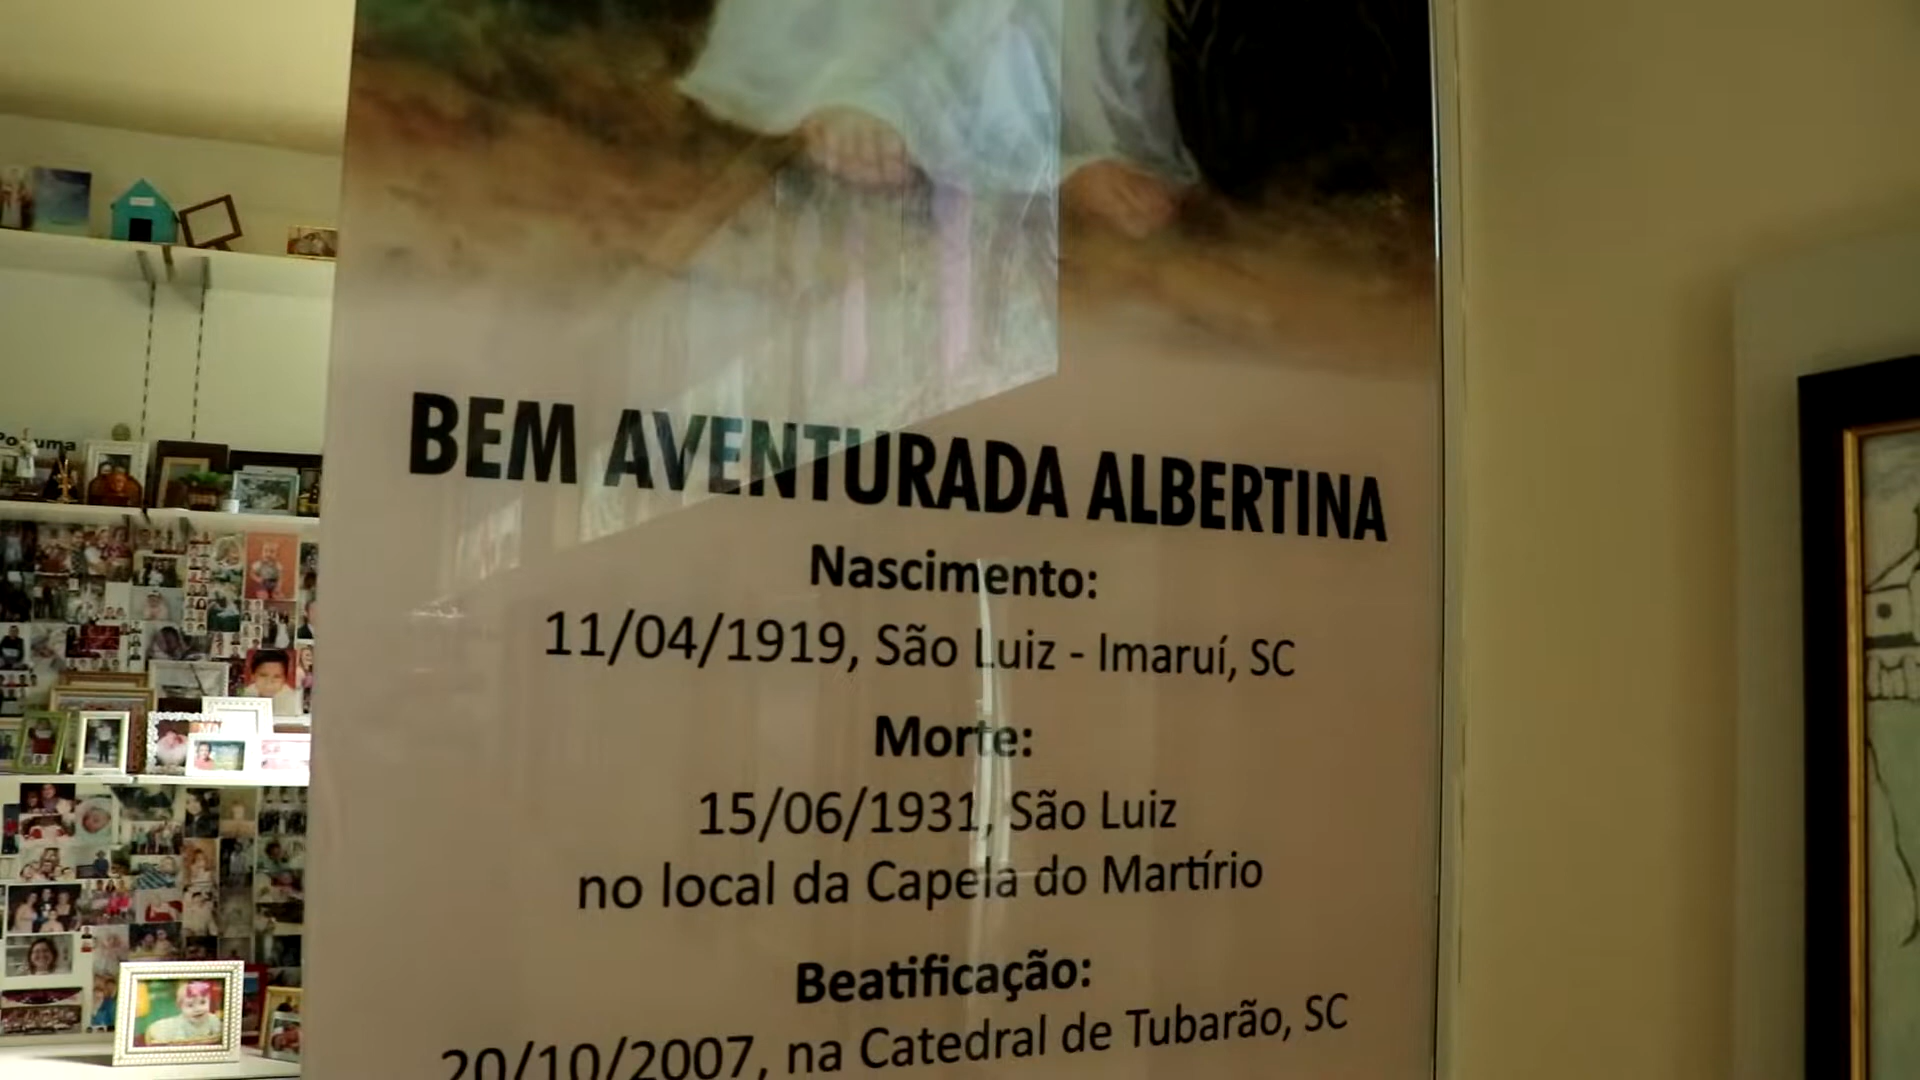 BEM AVENTURADA ALBERTINA
Nascimento:
11/04/1919, São Luiz - Imaruí, SC
Morte:
15/06/1931, São Luiz
no local da Capela do Martírio
Beatificação:
20/10/2007, na Catedral de Tubarão, SC